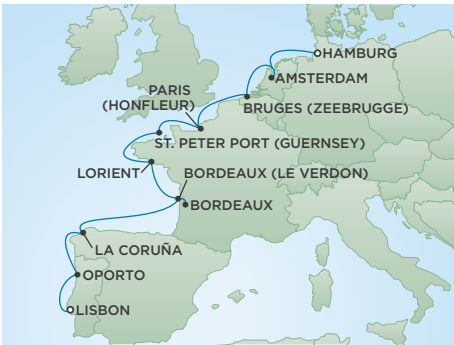 HAMBURG
AMSTERDAM
PARIS
(HONFLEUR)
BRUGES (ZEEBRUGGE)
ST. PETER PORT (GUERNSEY)
LORIENT
BORDEAUX (LE VERDON)
BORDEAUX
LA CORUÑA
OPORTO
LISBON